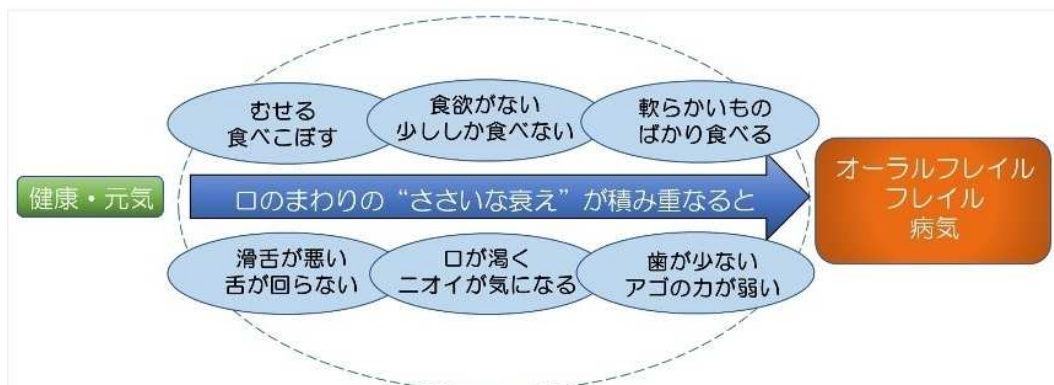 むせる
食べこぼす
食欲がない
少ししか食べない
軟らかいもの
ばかり食べる
健康・元気
口のまわりの“ささいな衰え”が積み重なると
オーラルフレイル
フレイル
病気
滑舌が悪い
舌が回らない
口が渇く
ニオイが気になる
歯が少ない
アゴの力が弱い